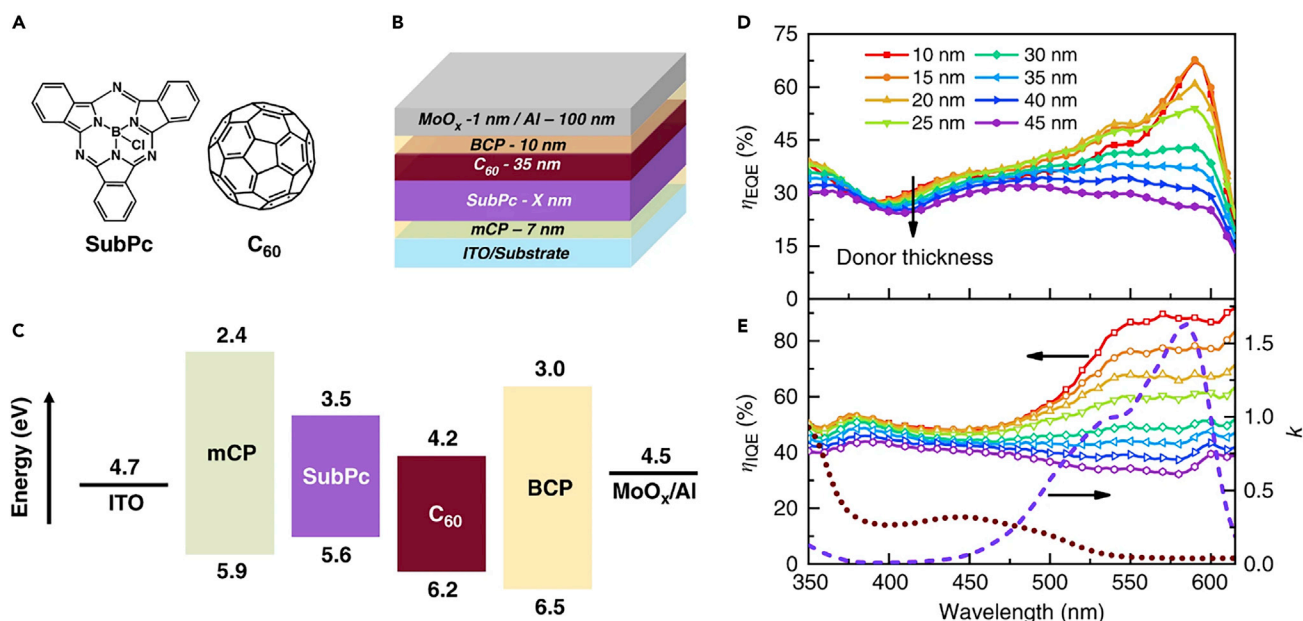 A
N
N
N
N
B
N
Cl
N
SubPc
C₆₀
B
MoOₓ -1 nm / Al – 100 nm
BCP - 10 nm
C₆₀ - 35 nm
SubPc - X nm
mCP – 7 nm
ITO/Substrate
C
Energy (eV)
4.7
ITO
2.4
mCP
5.9
3.5
SubPc
5.6
4.2
C₆₀
6.2
3.0
BCP
6.5
4.5
MoOₓ/Al
D
ηEQE (%)
75
60
45
30
15
0
10 nm
15 nm
20 nm
25 nm
30 nm
35 nm
40 nm
45 nm
Donor thickness
E
ηIQE (%)
80
60
40
20
0
1.5
1.0
0.5
0.0
k
350 400 450 500 550 600
Wavelength (nm)